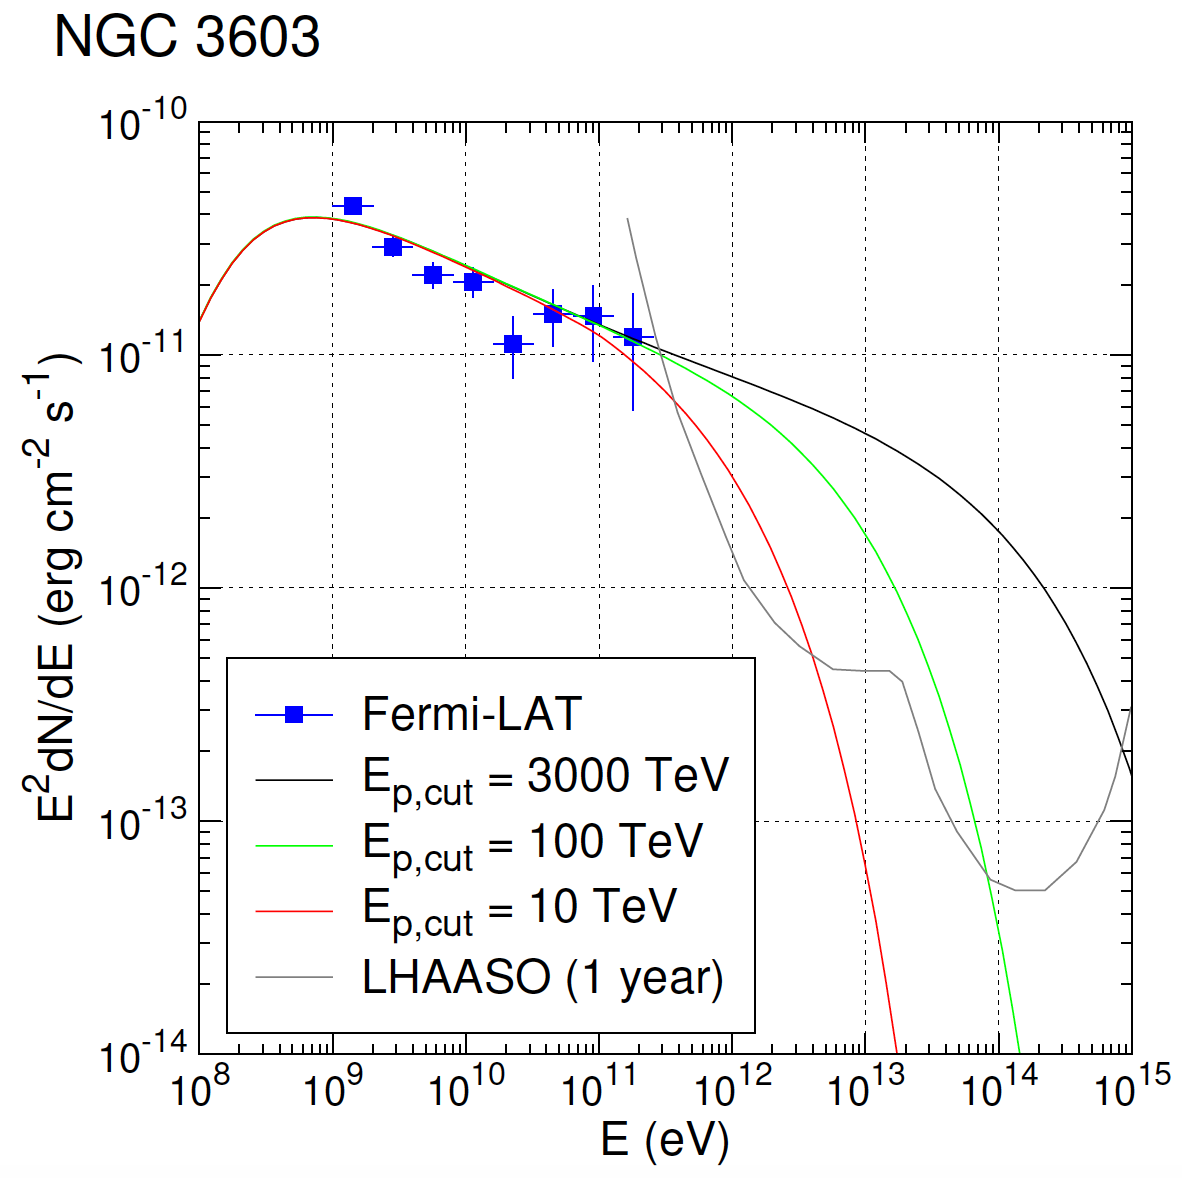 NGC 3603
10^-10
10^-11
10^-12
10^-13
10^-14
E^2dN/dE (erg cm^-2 s^-1)
Fermi-LAT
E_p,cut = 3000 TeV
E_p,cut = 100 TeV
E_p,cut = 10 TeV
LHAASO (1 year)
10^8 10^9 10^10 10^11 10^12 10^13 10^14 10^15
E (eV)